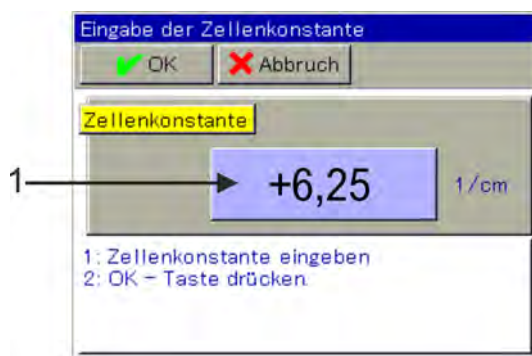 Eingabe der Zellenkonstante
OK Abbruch
Zellenkonstante
1 +6,25 1/cm
1: Zellenkonstante eingeben
2: OK - Taste drücken.